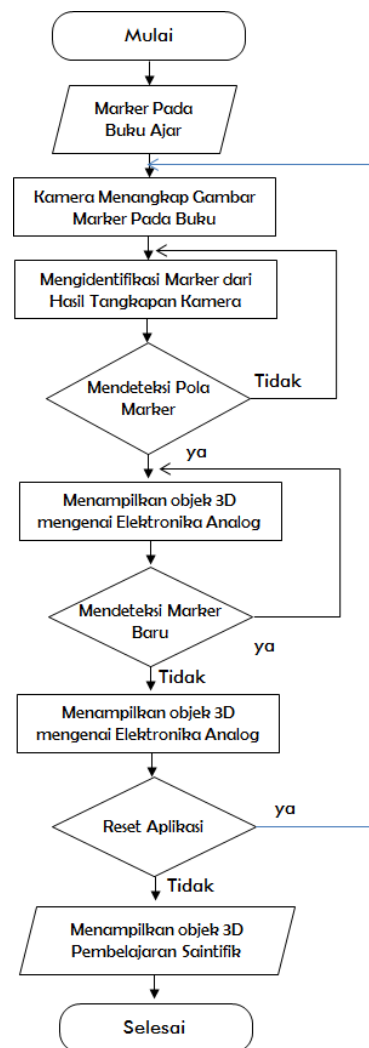 Mulai
Marker Pada
Buku Ajar
Kamera Menangkap Gambar
Marker Pada Buku
Mengidentifikasi Marker dari
Hasil Tangkapan Kamera
Mendeteksi Pola
Marker
Tidak
ya
Menampilkan objek 3D
mengenai Elektronika Analog
Mendeteksi Marker
Baru
ya
Tidak
Menampilkan objek 3D
mengenai Elektronika Analog
Reset Aplikasi
ya
Tidak
Menampilkan objek 3D
Pembelajaran Saintifik
Selesai